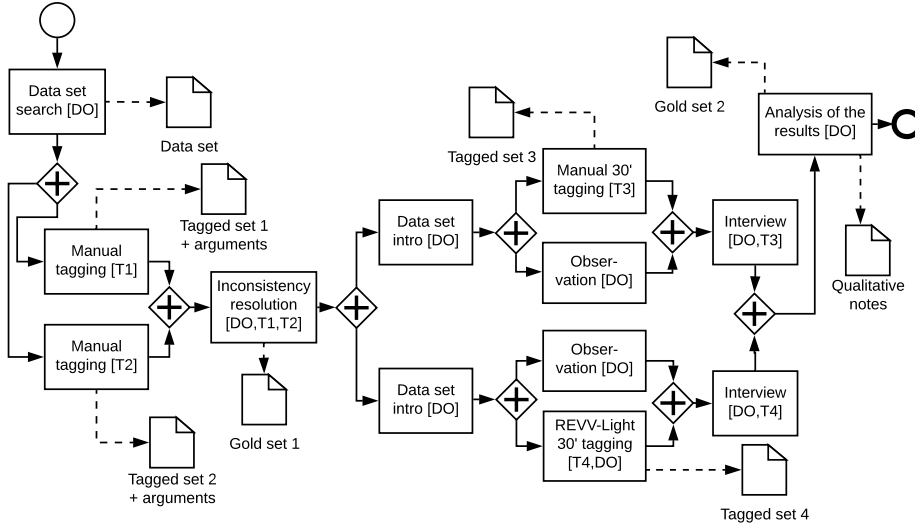 Data set
search [DO]
Data set
Tagged set 1
+ arguments
Manual
tagging [T1]
Manual
tagging [T2]
Tagged set 2
+ arguments
Inconsistency
resolution
[DO,T1,T2]
Gold set 1
Data set
intro [DO]
Data set
intro [DO]
Tagged set 3
Manual 30'
tagging [T3]
Obser-
vation [DO]
Obser-
vation [DO]
REVV-Light
30' tagging
[T4,DO]
Tagged set 4
Interview
[DO,T3]
Interview
[DO,T4]
Gold set 2
Analysis of the
results [DO]
Qualitative
notes